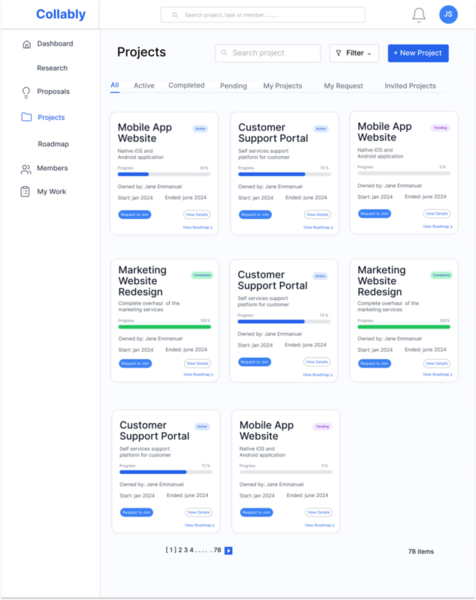 Collably
Search project, task or member.........
JS
Dashboard
Research
Proposals
Projects
Roadmap
Members
My Work
Projects
Search project
Filter
+ New Project
All Active Completed Pending My Projects My Request Invited Projects
Mobile App
Website
Active
Native iOS and
Android application
Progress
Owned by: Jane Emmanuel
Start: jan 2024 Ended: june 2024
Request to Join View Details
View Roadmap
Customer
Support Portal
Active
Self services support
platform for customer
Progress
Owned by: Jane Emmanuel
Start: jan 2024 Ended: june 2024
Request to Join View Details
View Roadmap
Mobile App
Website
Pending
Native iOS and
Android application
Progress 0 %
Owned by: Jane Emmanuel
Start: jan 2024 Ended: june 2024
Request to Join View Details
View Roadmap
Marketing
Website
Redesign
Completed
Complete overhaul of the
marketing services
Progress 100 %
Owned by: Jane Emmanuel
Start: jan 2024 Ended: june 2024
Request to Join View Details
View Roadmap
Customer
Support Portal
Active
Self services support
platform for customer
Progress
Owned by: Jane Emmanuel
Start: jan 2024 Ended: june 2024
Request to Join View Details
View Roadmap
Marketing
Website
Redesign
Completed
Complete overhaul of the
marketing services
Progress 100 %
Owned by: Jane Emmanuel
Start: jan 2024 Ended: june 2024
Request to Join View Details
View Roadmap
Customer
Support Portal
Active
Self services support
platform for customer
Progress
Owned by: Jane Emmanuel
Start: jan 2024 Ended: june 2024
Request to Join View Details
View Roadmap
Mobile App
Website
Pending
Native iOS and
Android application
Progress 0 %
Owned by: Jane Emmanuel
Start: jan 2024 Ended: june 2024
Request to Join View Details
View Roadmap
[ 1 ] 2 3 4 . . . . . 78
78 items